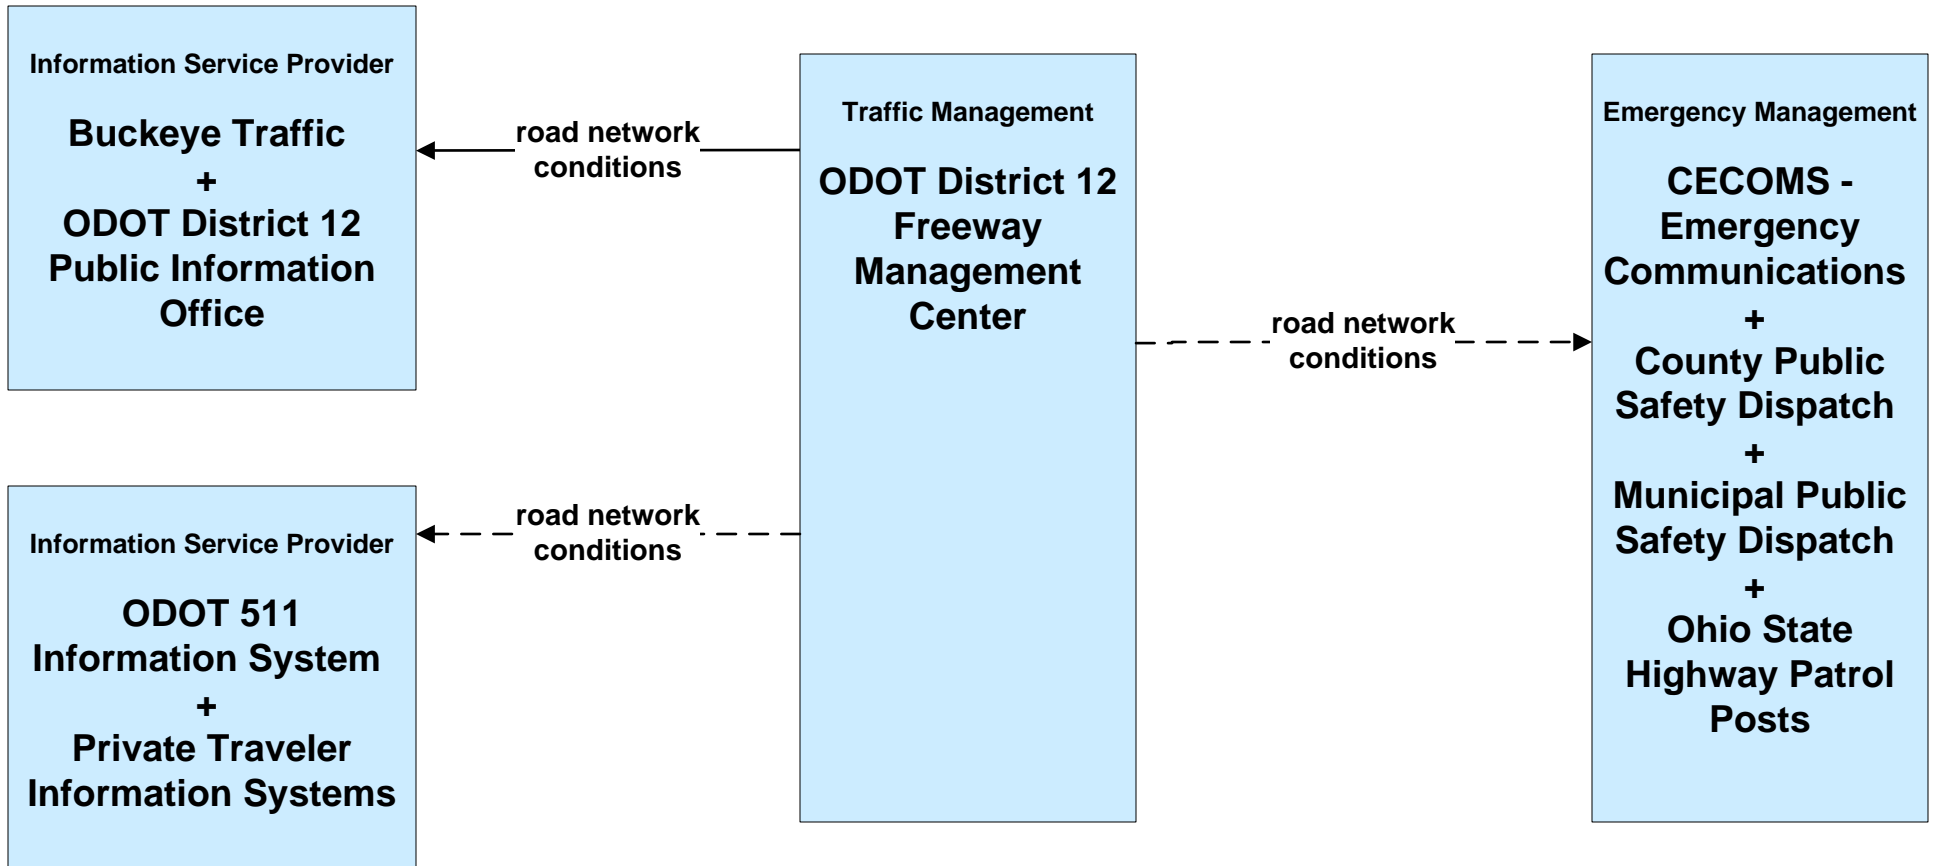 Information Service Provider
Buckeye Traffic
+
ODOT District 12
Public Information
Office
road network
conditions
Information Service Provider
ODOT 511
Information System
+
Private Traveler
Information Systems
road network
conditions
Traffic Management
ODOT District 12
Freeway
Management
Center
road network
conditions
Emergency Management
CECOMS -
Emergency
Communications
+
County Public
Safety Dispatch
+
Municipal Public
Safety Dispatch
+
Ohio State
Highway Patrol
Posts